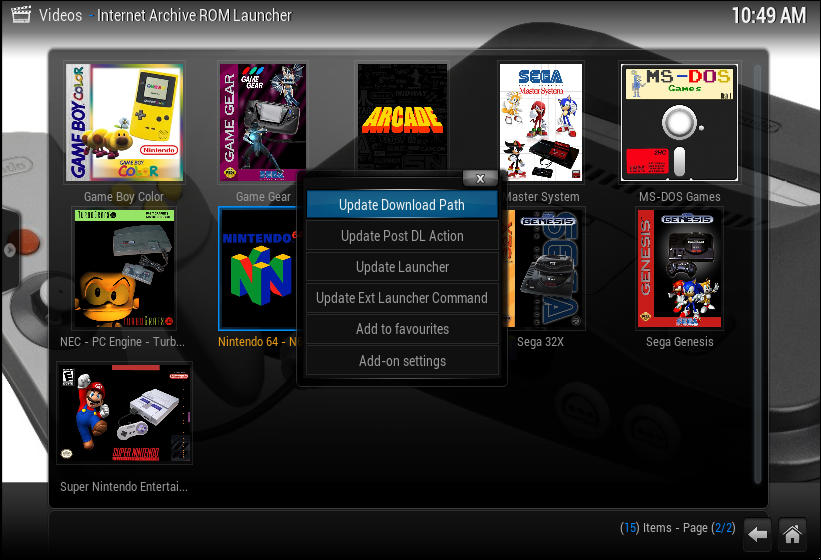 Videos - Internet Archive ROM Launcher
10:49 AM
GAME BOY COLOR
Nintendo
GAME BOY
COLOR
GAME GEAR
GAME GEAR
SEGA
ARCADE
SEGA
Master System
MS-DOS
Games
Game Boy Color
Game Gear
Master System
MS-DOS Games
X
Update Download Path
Update Post DL Action
Update Launcher
Update Ext Launcher Command
Add to favourites
Add-on settings
TURBOGRAFX
TURBOGRAFX
NINTENDO
GENESIS
SEGA
GENESIS
GENESIS
SEGA
NEC - PC Engine - Turb...
Nintendo 64 - N
Sega 32X
Sega Genesis
E
Nintendo
SUPER NINTENDO
Super Nintendo Entertai...
(15) Items - Page (2/2)